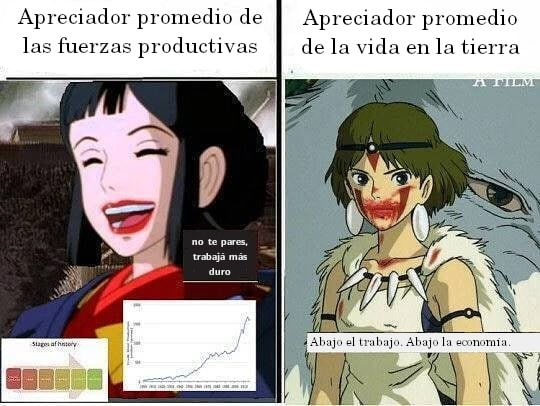 Apreciador promedio de
las fuerzas productivas
Apreciador promedio
de la vida en la tierra
A FILM
no te pares,
trabajá más
duro
Stages of history
Abajo el trabajo. Abajo la economía.